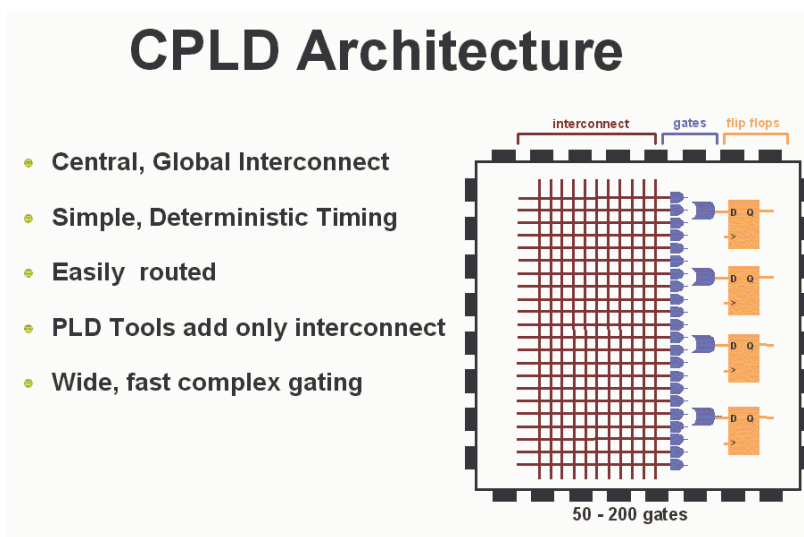 CPLD Architecture
Central, Global Interconnect
Simple, Deterministic Timing
Easily routed
PLD Tools add only interconnect
Wide, fast complex gating
interconnect gates flip flops
D Q
>
D Q
>
D Q
>
D Q
>
50 - 200 gates